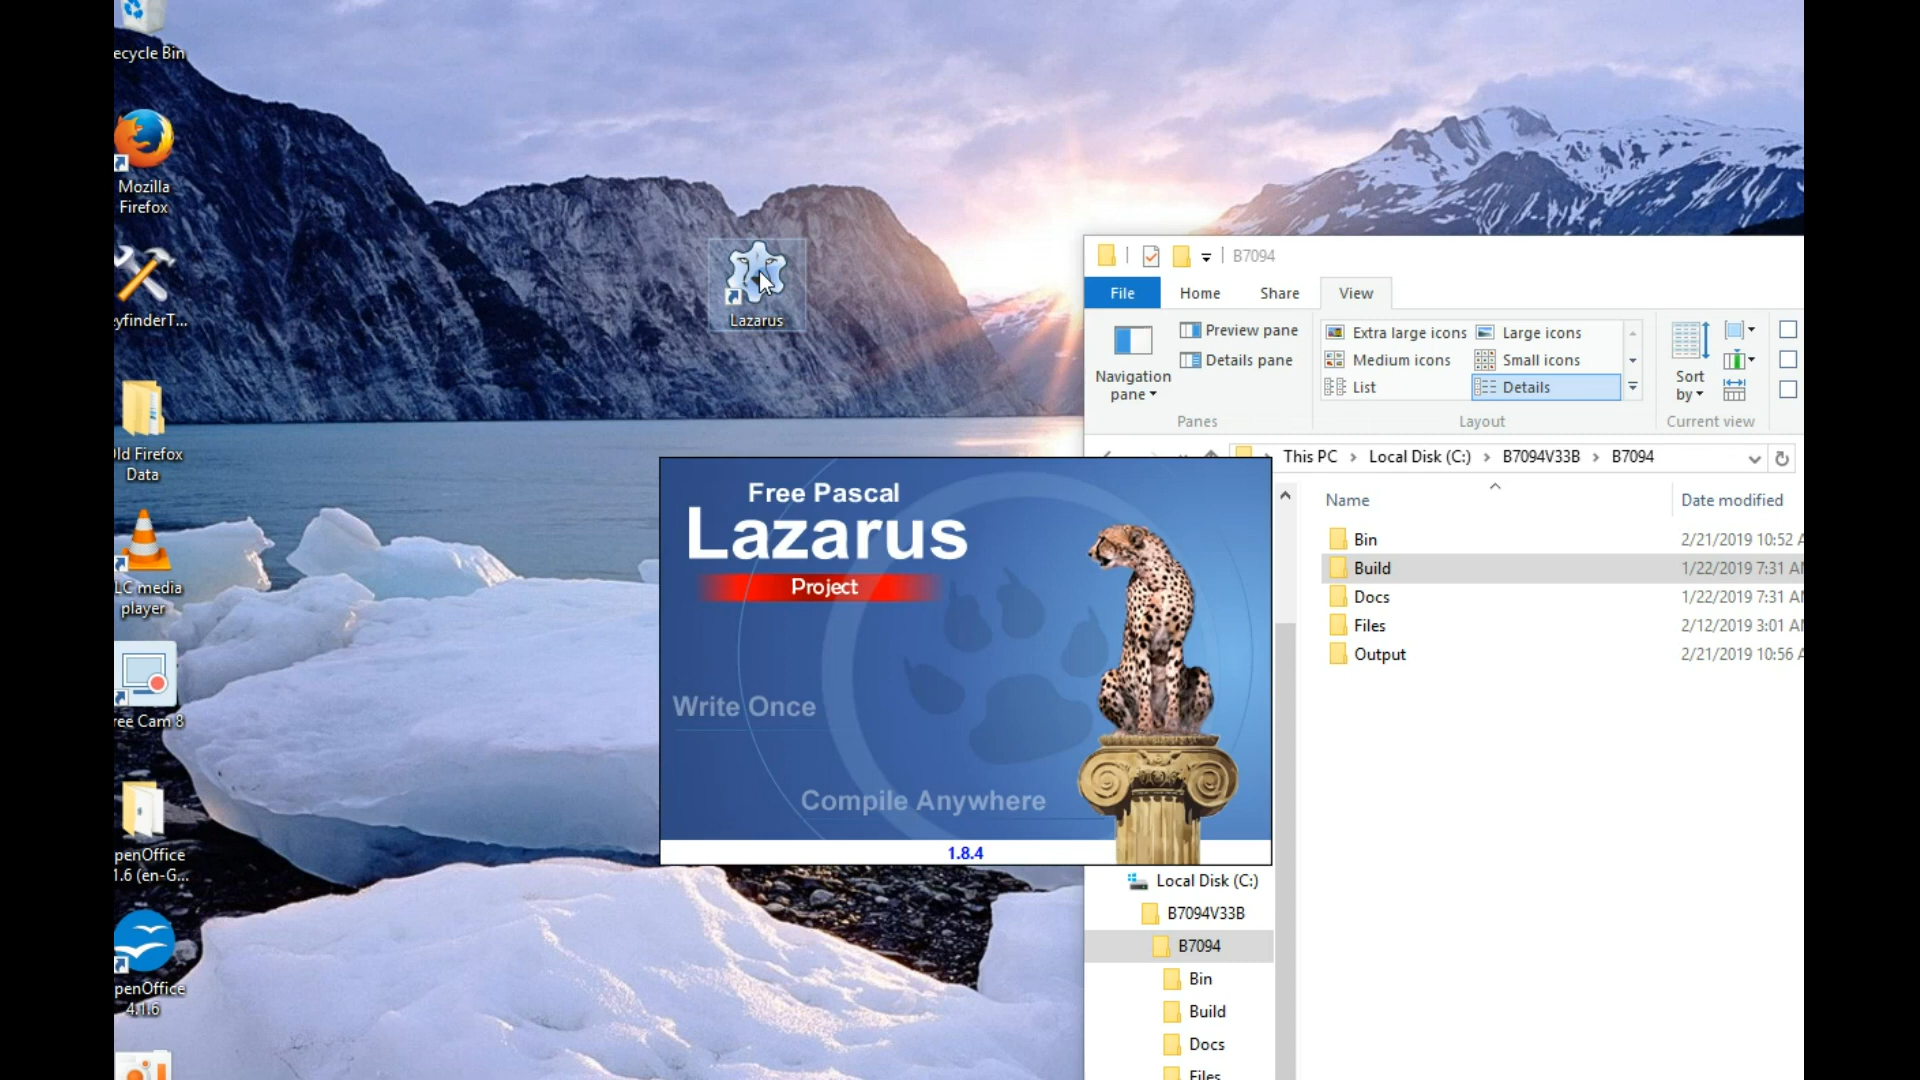 ecycle Bin
Mozilla
Firefox
yfinderT...
ld Firefox
Data
LC media
player
ree Cam 8
penOffice
1.6 (en-G...
penOffice
4.1.6
Lazarus
Free Pascal
Lazarus
Project
Write Once
Compile Anywhere
1.8.4
B7094
File Home Share View
Navigation
pane
Preview pane
Details pane
Panes
Extra large icons Large icons
Medium icons Small icons
List Details
Layout
Sort
by
Current view
This PC > Local Disk (C:) > B7094V33B > B7094
Name Date modified
Bin 2/21/2019 10:52 A
Build 1/22/2019 7:31 AM
Docs 1/22/2019 7:31 AM
Files 2/12/2019 3:01 AM
Output 2/21/2019 10:56 A
Local Disk (C:)
B7094V33B
B7094
Bin
Build
Docs
Files